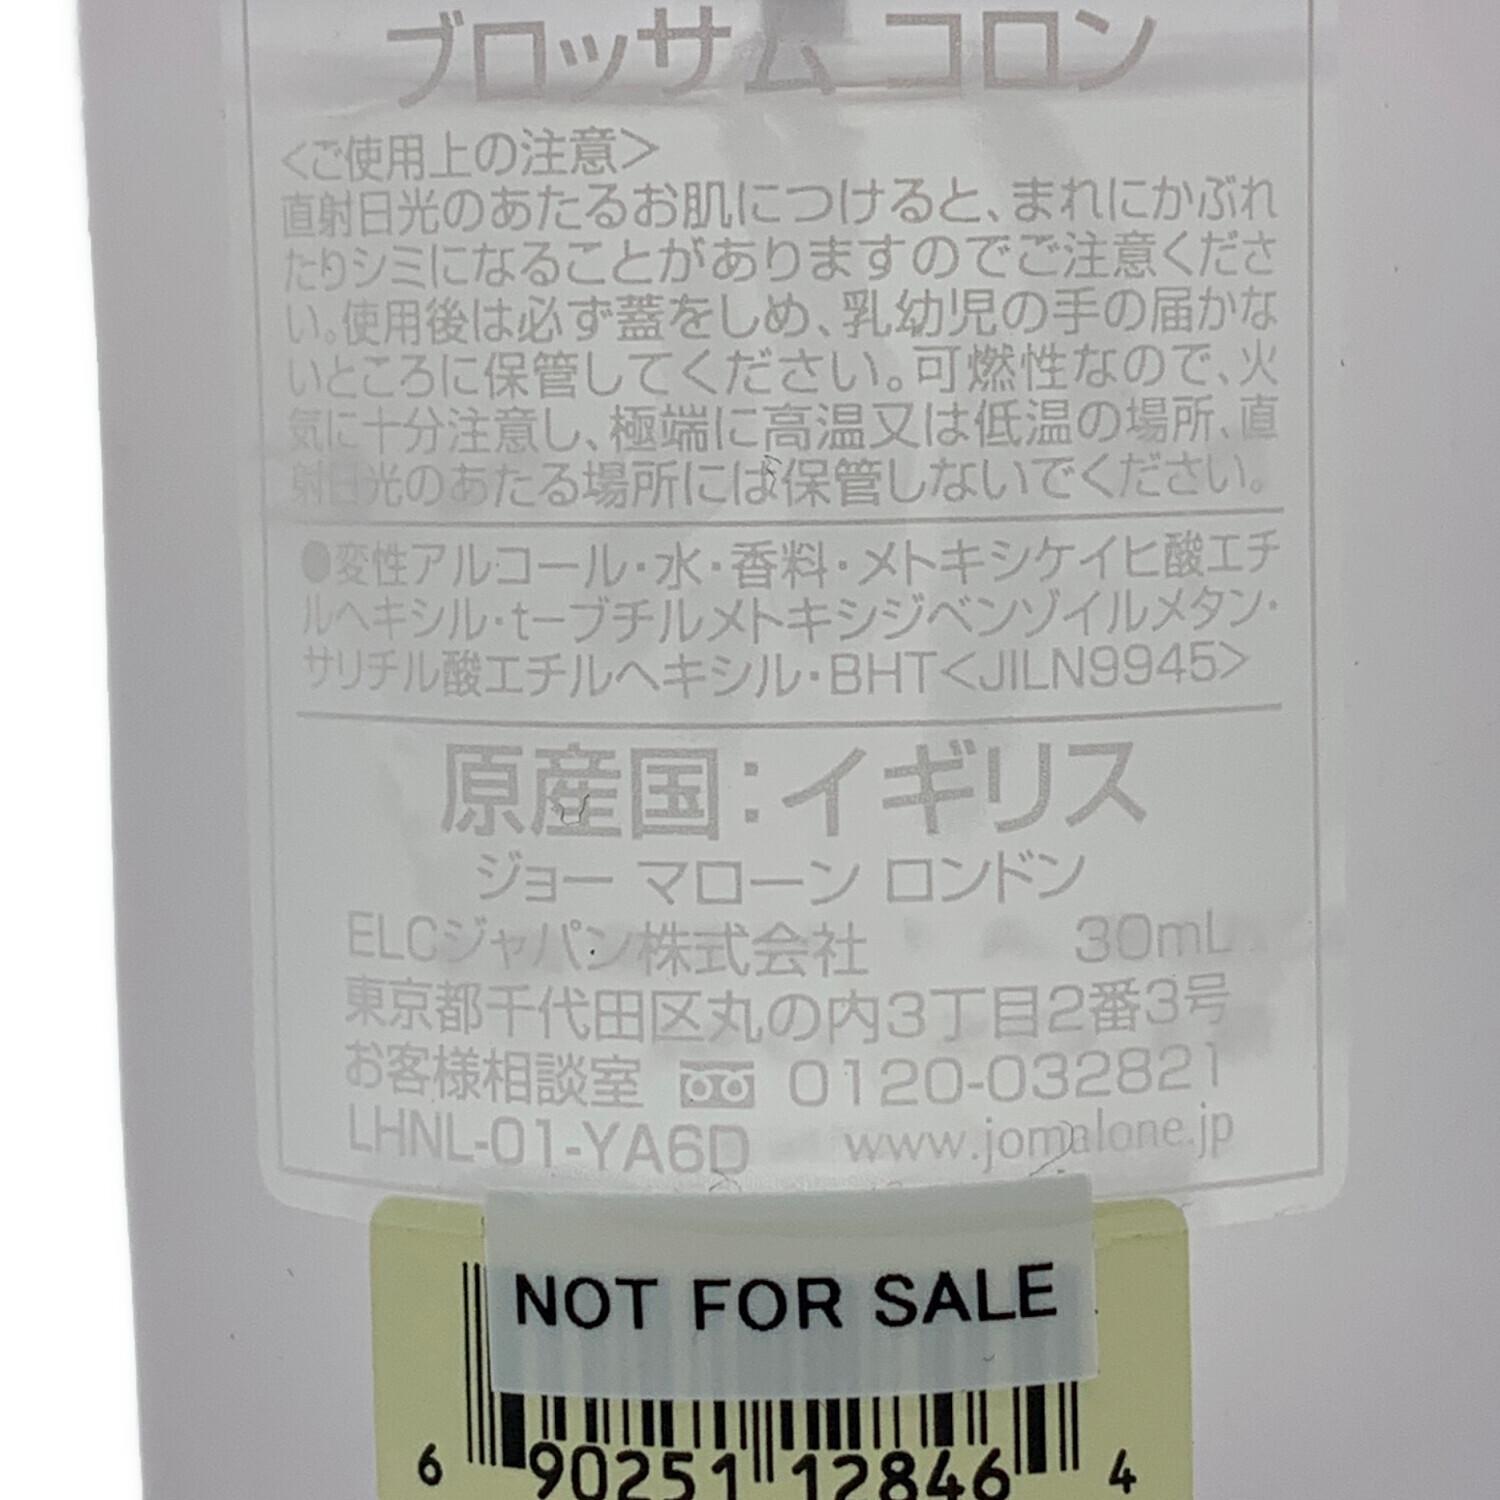 ブロッサム コロン
＜ご使用上の注意＞
直射日光のあたるお肌につけると、まれにかぶれ
たりシミになることがありますのでご注意くださ
い。使用後は必ず蓋をしめ、乳幼児の手の届かな
いところに保管してください。可燃性なので、火
気に十分注意し、極端に高温又は低温の場所、直
射日光のあたる場所には保管しないでください。
●変性アルコール・水・香料・メトキシケイヒ酸エチ
ルヘキシル・t－ブチルメトキシジベンゾイルメタン・
サリチル酸エチルヘキシル・BHT<JILN9945>
原産国：イギリス
ジョー マローン ロンドン
ELCジャパン株式会社 30mL
東京都千代田区丸の内3丁目2番3号
お客様相談室 0120-032821
LHNL-01-YA6D www.jomalone.jp
NOT FOR SALE
6 90251 12846 4